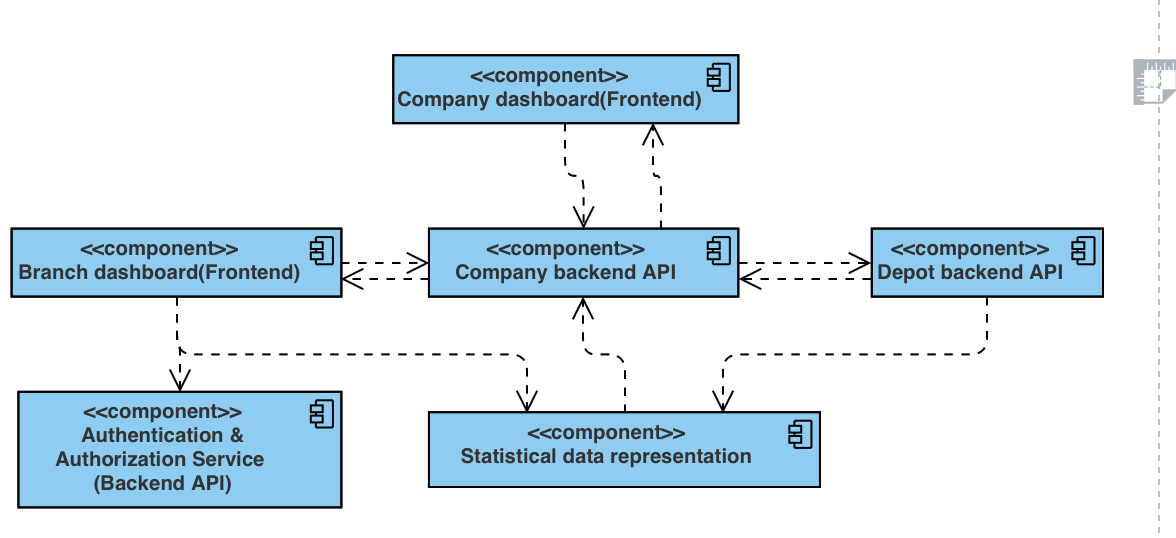 <<component>>
Company dashboard(Frontend)
<<component>>
Branch dashboard(Frontend)
<<component>>
Company backend API
<<component>>
Depot backend API
<<component>>
Authentication &
Authorization Service
(Backend API)
<<component>>
Statistical data representation